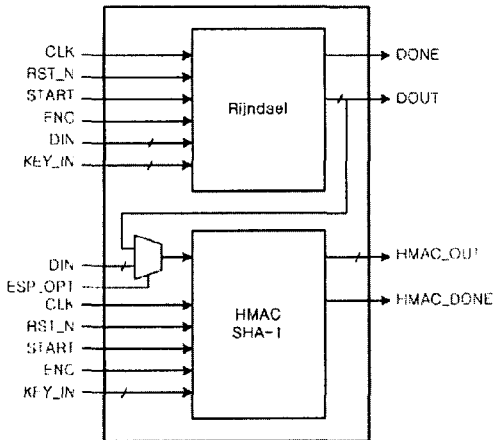 CLK
RST_N
START
ENC
DIN
KEY_IN
Rijndael
DONE
DOUT
DIN
ESP_OPT
CLK
RST_N
START
ENC
KEY_IN
HMAC
SHA-1
HMAC_OUT
HMAC_DONE